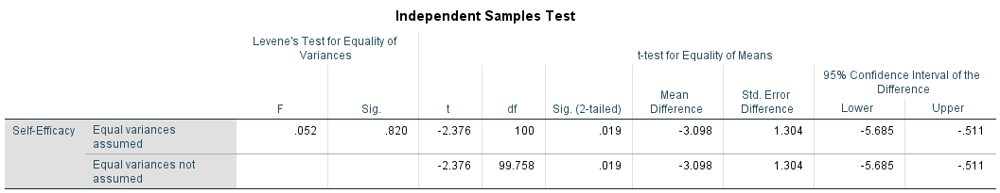 Independent Samples Test
Levene's Test for Equality of
Variances
t-test for Equality of Means
95% Confidence Interval of the
Difference
F Sig. t df Sig. (2-tailed) Mean
Difference Std. Error
Difference Lower Upper
Self-Efficacy Equal variances
assumed .052 .820 -2.376 100 .019 -3.098 1.304 -5.685 -.511
Equal variances not
assumed -2.376 99.758 .019 -3.098 1.304 -5.685 -.511